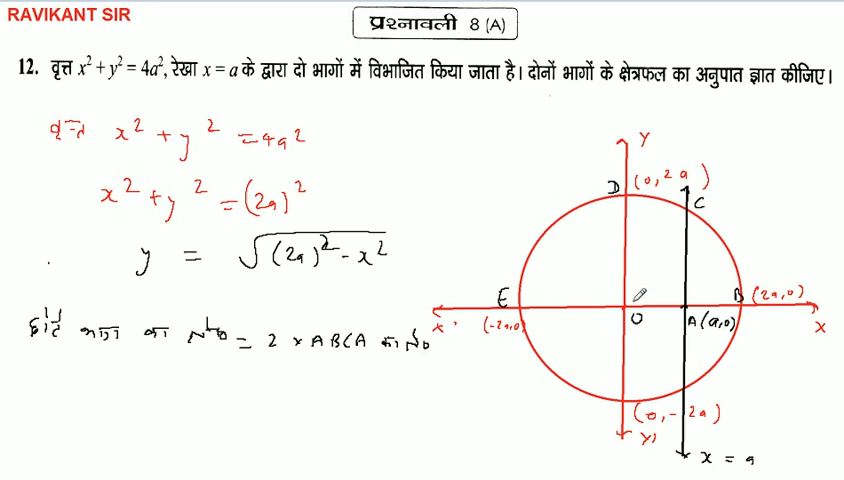 RAVIKANT SIR
प्रश्नावली 8 (A)
12. वृत्त x² + y² = 4a², रेखा x = a के द्वारा दो भागों में विभाजित किया जाता है। दोनों भागों के क्षेत्रफल का अनुपात ज्ञात कीजिए।
वृत्त x² + y² = 4a²
x² + y² = (2a)²
y = √(2a)² - x²
छोटे भाग का क्षे० = 2 × ABCA का क्षे०
Y
D (0, 2a)
C
E B (2a, 0)
X' (-2a, 0) O A (a, 0) X
(0, -2a)
Y'
x = a